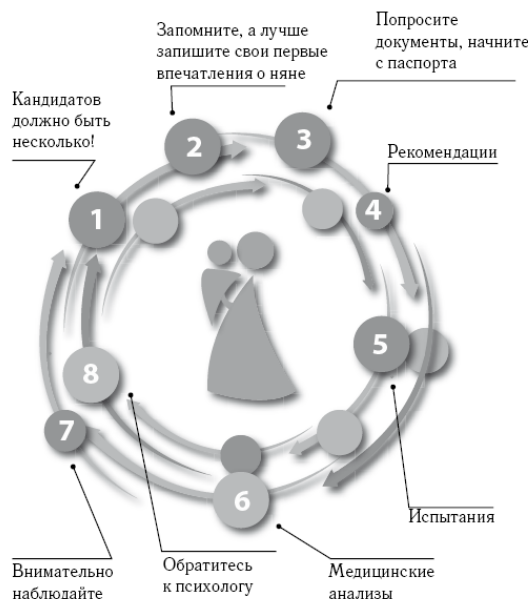 Запомните, а лучше
запишите свои первые
впечатления о няне
Попросите
документы, начните
с паспорта
Кандидатов
должно быть
несколько!
Рекомендации
1
2
3
4
5
6
7
8
Испытания
Внимательно
наблюдайте
Обратитесь
к психологу
Медицинские
анализы